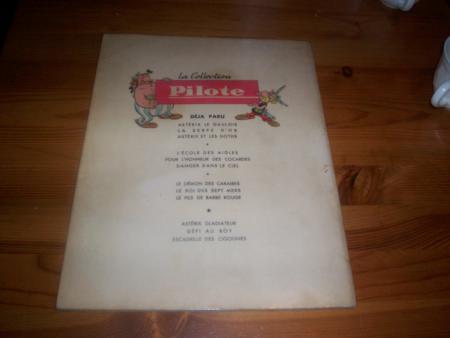 La Collection
Pilote
DÉJA PARU
ASTÉRIX LE GAULOIS
LA SERPE D'OR
ASTÉRIX ET LES GOTHS
*
L'ÉCOLE DES AIGLES
POUR L'HONNEUR DES COCARDES
DANGER DANS LE CIEL
*
LE DÉMON DES CARAIBES
LE ROI DES SEPT MERS
LE FILS DE BARBE ROUGE
*
ASTÉRIX GLADIATEUR
DÉFI AU ROY
ESCADRILLE DES CIGOGNES